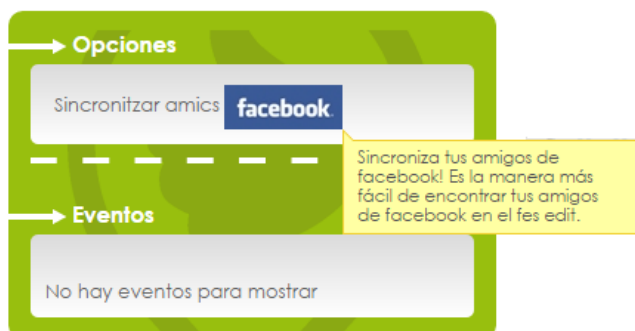 Opciones
Sincronitzar amics facebook.
Sincroniza tus amigos de
facebook! Es la manera más
fácil de encontrar tus amigos
de facebook en el fes edit.
Eventos
No hay eventos para mostrar